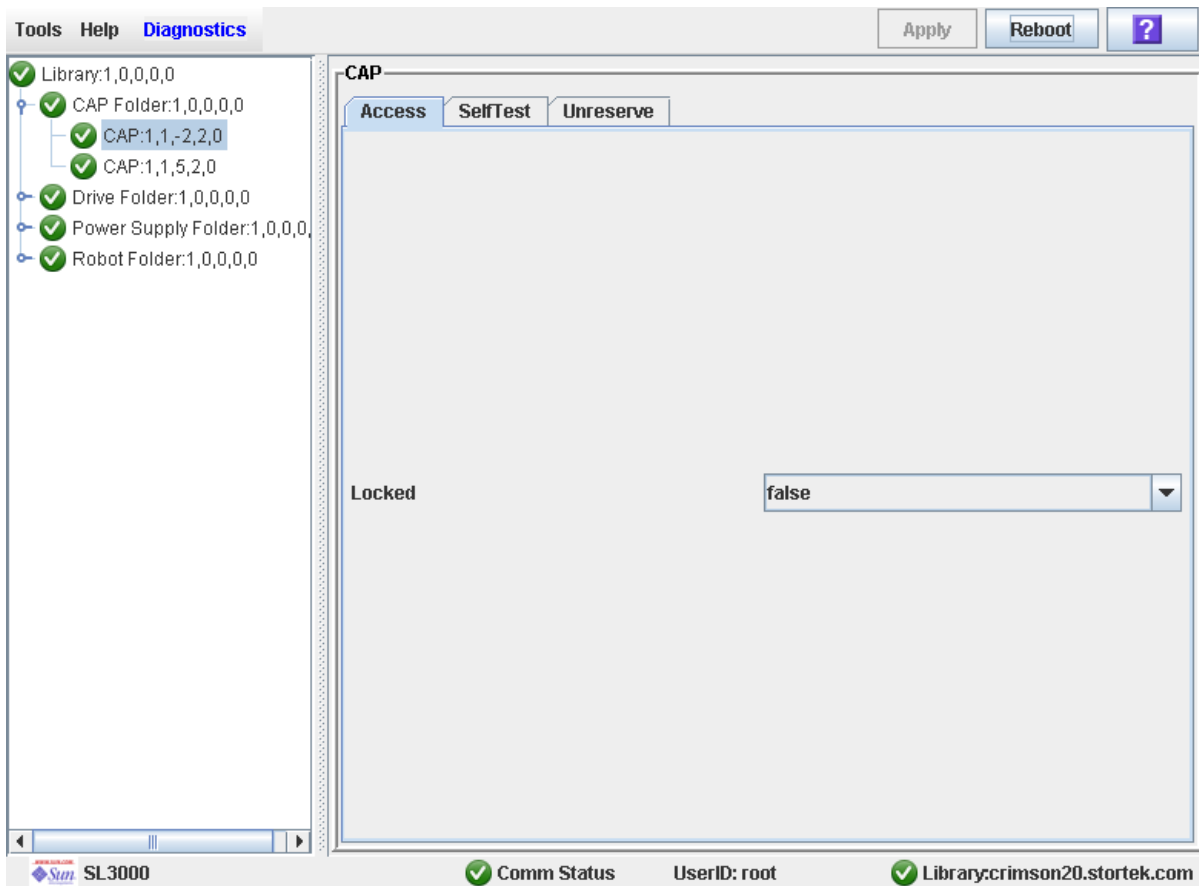 Tools Help Diagnostics
Apply Reboot ?
Library:1,0,0,0,0
CAP Folder:1,0,0,0,0
CAP:1,1,-2,2,0
CAP:1,1,5,2,0
Drive Folder:1,0,0,0,0
Power Supply Folder:1,0,0,0,
Robot Folder:1,0,0,0,0
CAP
Access SelfTest Unreserve
Locked false
Sun SL3000 Comm Status UserID: root Library:crimson20.stortek.com